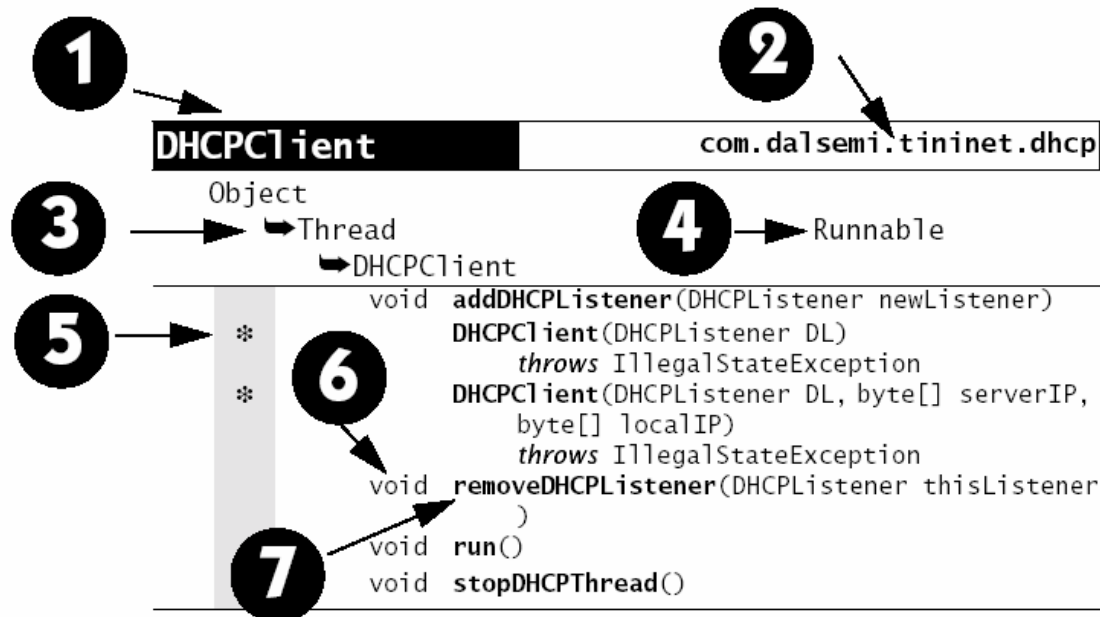 1
2
DHCPClient com.dalsemi.tininet.dhcp
Object
3 ➥Thread 4 Runnable
➥DHCPClient
void addDHCPListener(DHCPListener newListener)
5 ✻ DHCPClient(DHCPListener DL)
throws IllegalStateException
6
✻ DHCPClient(DHCPListener DL, byte[] serverIP,
byte[] localIP)
throws IllegalStateException
void removeDHCPListener(DHCPListener thisListener
)
7
void run()
void stopDHCPThread()